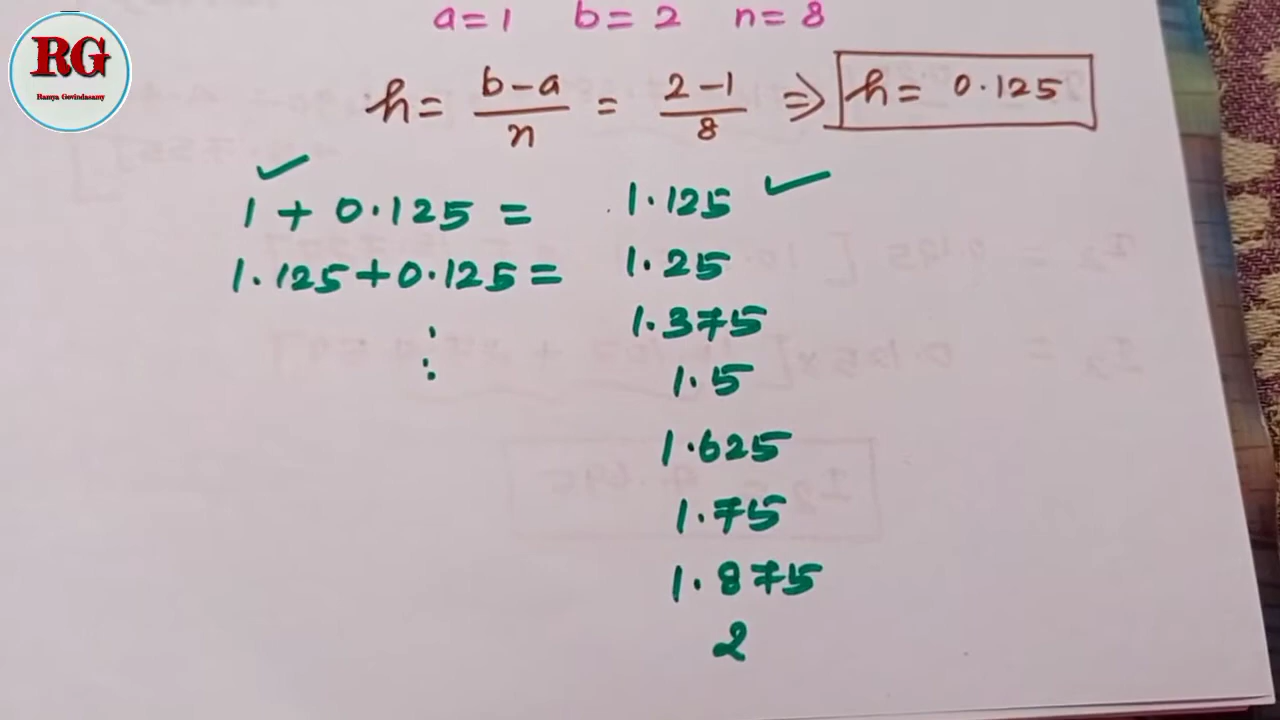 RG
Ramya Govindasamy
a=1 b=2 n=8
h = b-a/n = 2-1/8 ⇒ h = 0.125
1 + 0.125 = 1.125
1.125+0.125 = 1.25
1.375
1.5
1.625
1.75
1.875
2